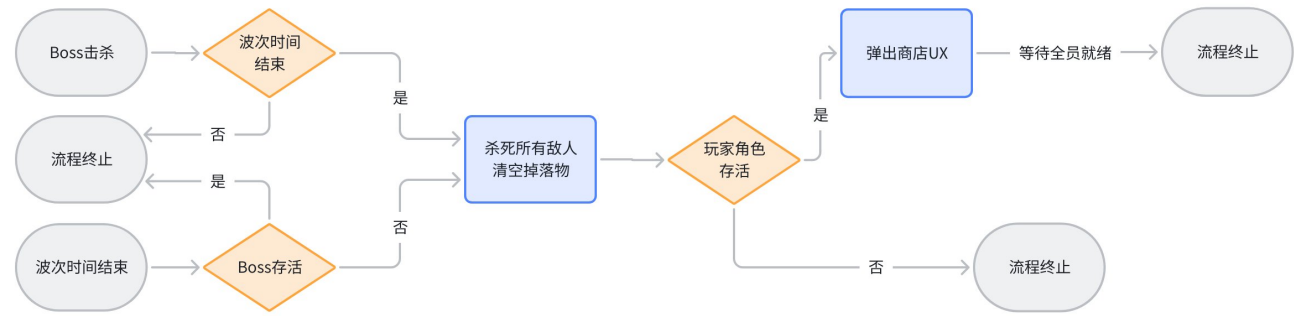 Boss击杀
波次时间
结束
是
否
流程终止
是
波次时间结束
Boss存活
否
杀死所有敌人
清空掉落物
玩家角色
存活
是
弹出商店UX
等待全员就绪
流程终止
否
流程终止